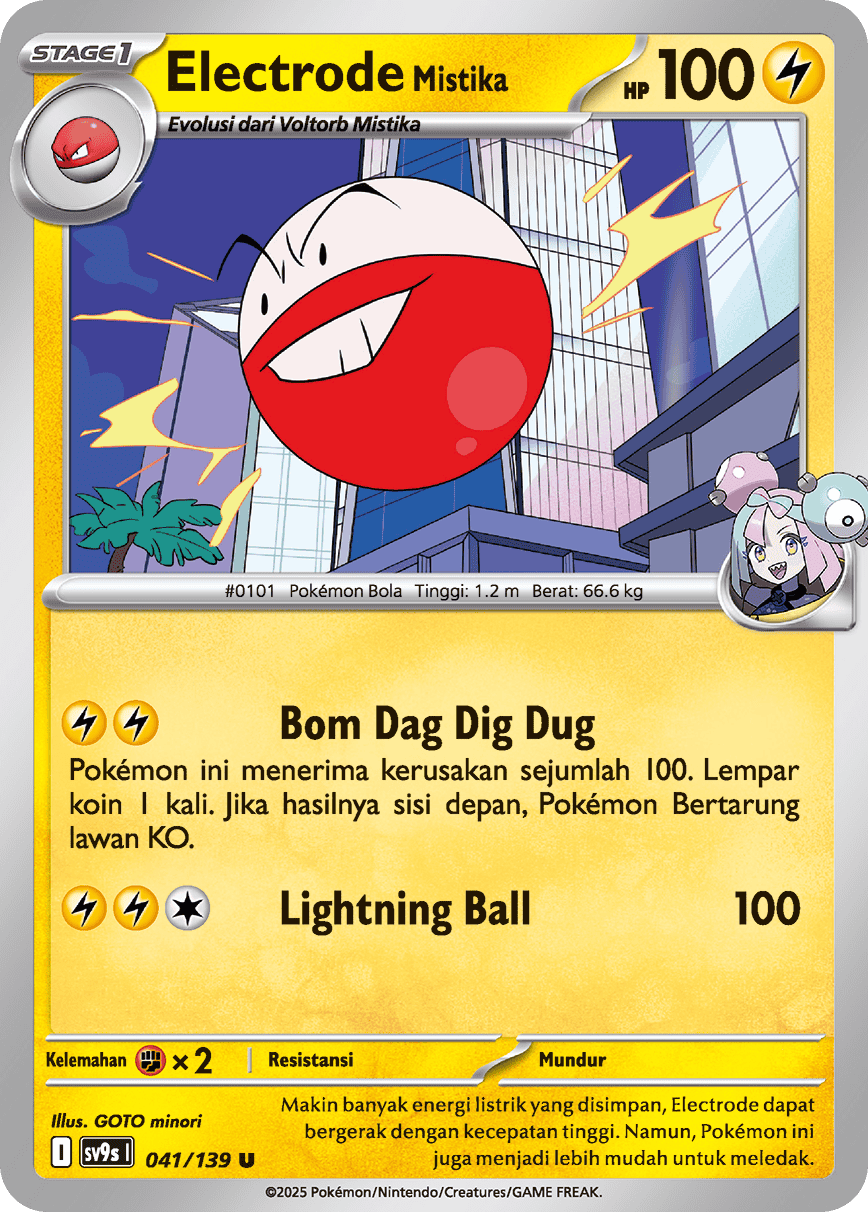 STAGE1
Electrode Mistika
HP 100
Evolusi dari Voltorb Mistika
#0101 Pokémon Bola Tinggi: 1.2 m Berat: 66.6 kg
Bom Dag Dig Dug
Pokémon ini menerima kerusakan sejumlah 100. Lempar
koin 1 kali. Jika hasilnya sisi depan, Pokémon Bertarung
lawan KO.
Lightning Ball 100
Kelemahan ×2 Resistansi Mundur
Illus. GOTO minori
Makin banyak energi listrik yang disimpan, Electrode dapat
bergerak dengan kecepatan tinggi. Namun, Pokémon ini
juga menjadi lebih mudah untuk meledak.
I sv9s I 041/139 U
©2025 Pokémon/Nintendo/Creatures/GAME FREAK.